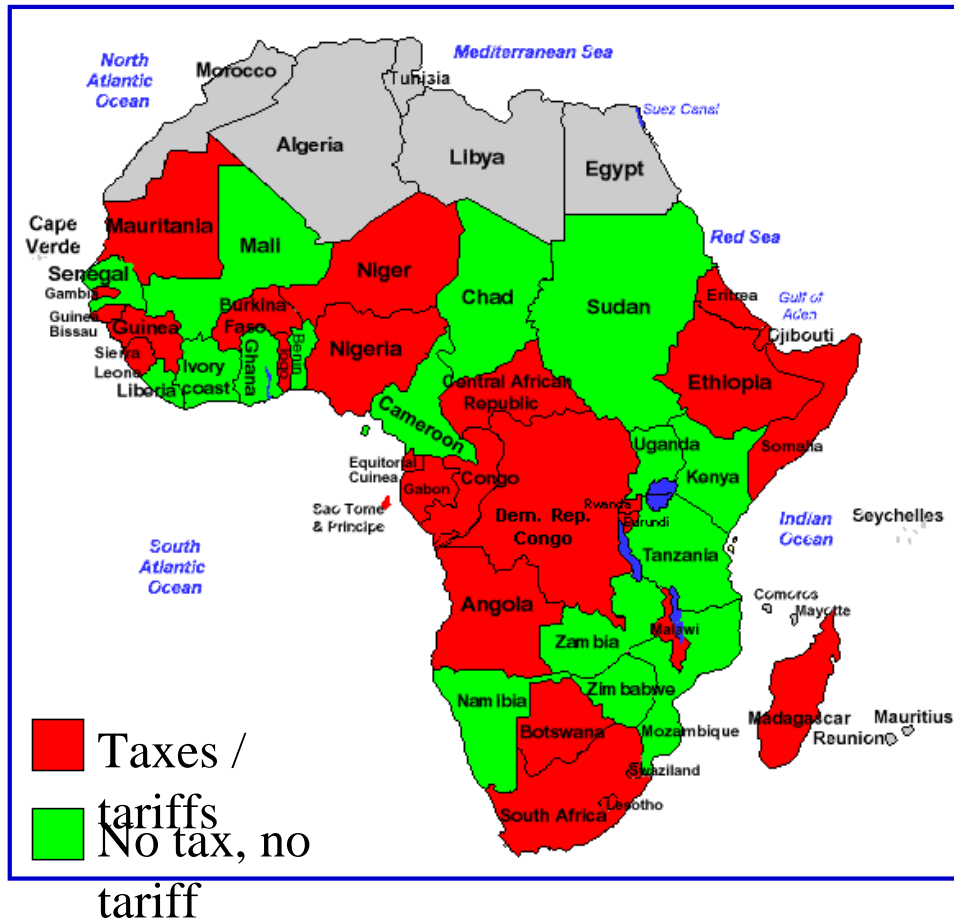 Mediterranean Sea
North
Atlantic
Ocean
Morocco
Tunisia
Suez Canal
Algeria
Libya
Egypt
Cape
Verde
Mauritania
Mali
Niger
Chad
Sudan
Red Sea
Senegal
Gambia
Guinea
Bissau
Guinea
Burkina
Faso
Eritrea
Gulf of
Aden
Djibouti
Sierra
Leone
Liberia
Ivory
coast
Ghana
Togo
Benin
Nigeria
Central African
Republic
Ethiopia
Cameroon
Somalia
Uganda
Kenya
Equitorial
Guinea
Gabon
Congo
Sao Tome
& Principe
Dem. Rep.
Congo
Rwanda
Burundi
Tanzania
Indian
Ocean
Seychelles
South
Atlantic
Ocean
Angola
Comoros
Mayotte
Zambia
Malawi
Namibia
Zimbabwe
Botswana
Mozambique
Madagascar
Mauritius
Reunion
Swaziland
Lesotho
South Africa
Taxes /
tariffs
No tax, no
tariff